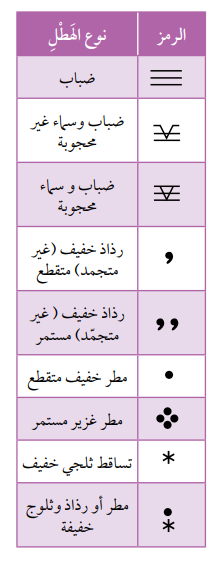 الرمز نوع الهَطْلِ
ضباب
ضباب وسماء غير
محجوبة
ضباب و سماء
محجوبة
رذاذ خفيف (غير
متجمد) متقطع
رذاذ خفيف ( غير
متجمّد) مستمر
مطر خفيف متقطع
مطر غزير مستمر
تساقط ثلجي خفيف
مطر أو رذاذ وثلوج
خفيفة